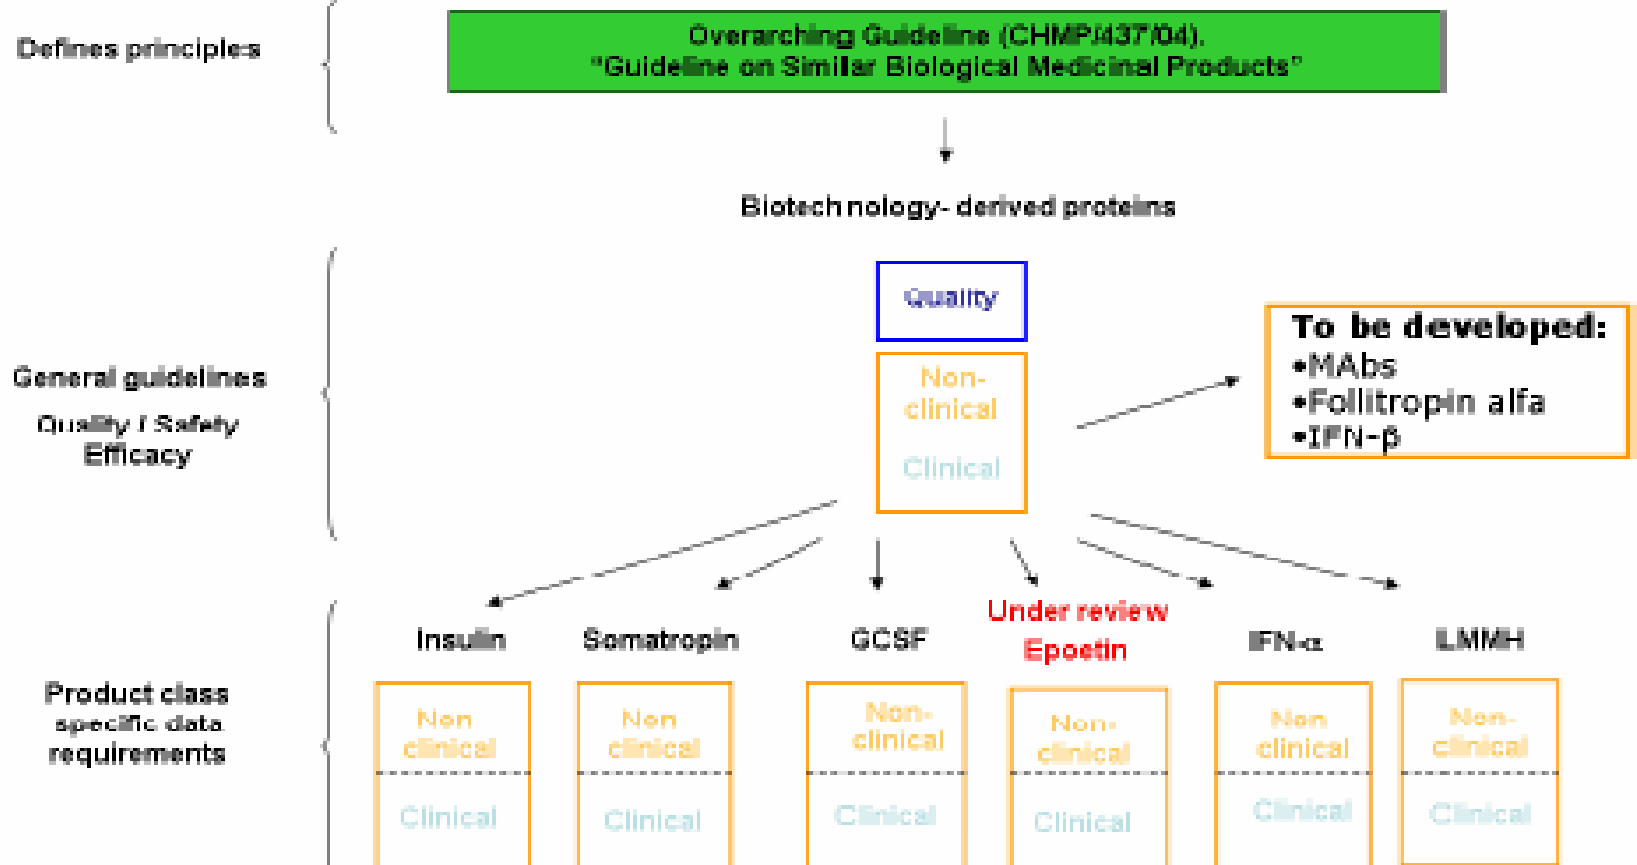 Defines principles
Overarching Guideline (CHMP/437/04).
"Guideline on Similar Biological Medicinal Products"
Biotech nology- derived proteins
Quality
Non-
clinical
Clinical
General guidelines
Quality / Safety
Efficacy
To be developed:
•MAbs
•Follitropin alfa
•IFN-β
Insulin
Somatropin
GCSF
Under review
Epoetin
IFN-α
LMMH
Product class
specific data
requirements
Non
clinical
Clinical
Non
clinical
Clinical
Non-
clinical
Clinical
Non-
clinical
Clinical
Non
clinical
Clinical
Non-
clinical
Clinical